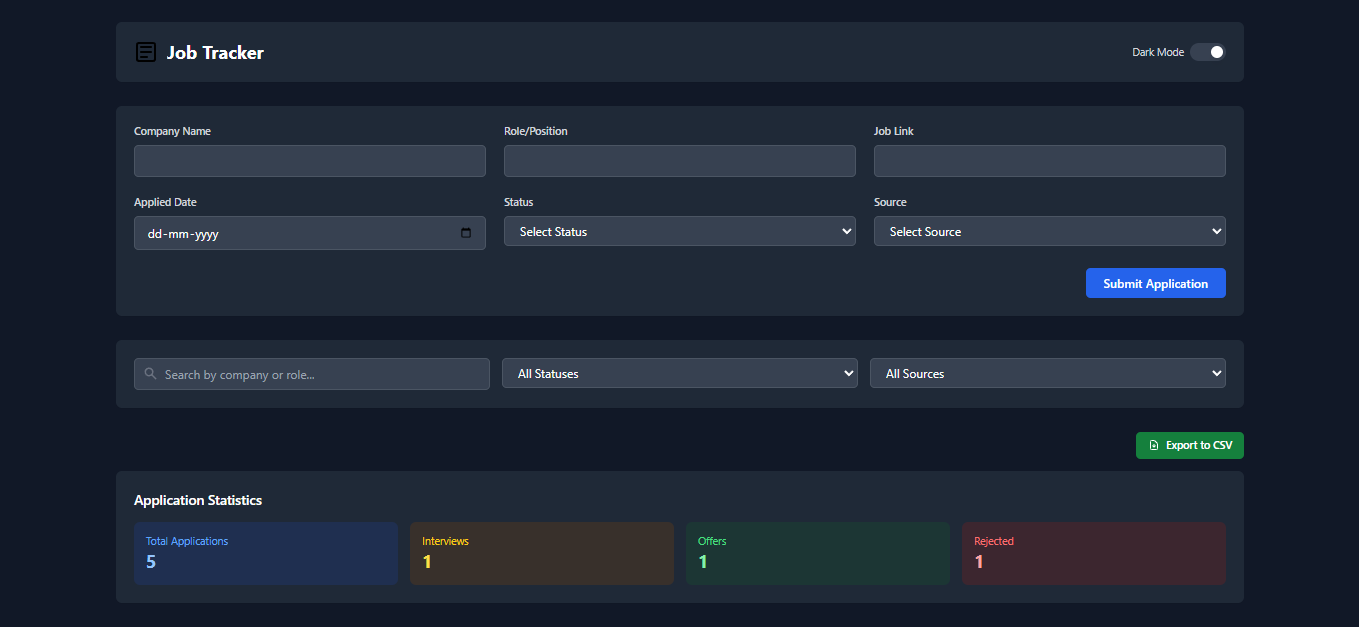 Job Tracker
Dark Mode
Company Name
Role/Position
Job Link
Applied Date
Status
Source
dd-mm-yyyy
Select Status
Select Source
Submit Application
Search by company or role...
All Statuses
All Sources
Export to CSV
Application Statistics
Total Applications
5
Interviews
1
Offers
1
Rejected
1